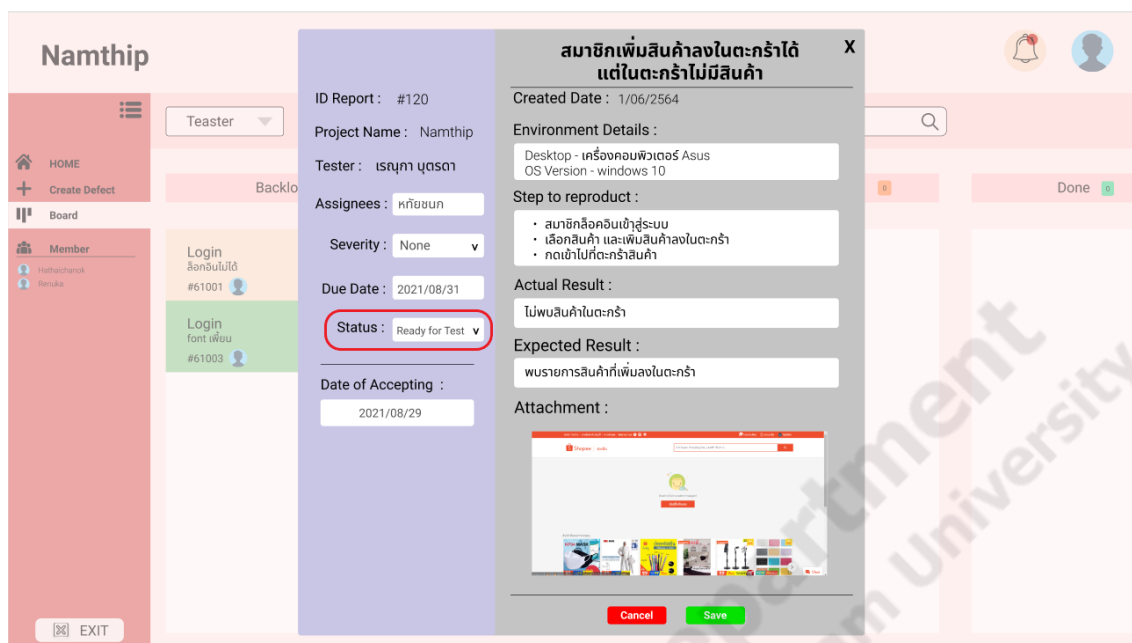 Namthip
Teaster
HOME
Create Defect
Board
Member
Hathaichanok
Renuka
EXIT
Backlo
Login
ล็อกอินไม่ได้
#61001
Login
font เพี้ยน
#61003
0
Done 0
ID Report : #120
Project Name : Namthip
Tester : เรณุกา บุตรดา
Assignees : หทัยชนก
Severity : None v
Due Date : 2021/08/31
Status : Ready for Test v
Date of Accepting :
2021/08/29
สมาชิกเพิ่มสินค้าลงในตะกร้าได้ X
แต่ในตะกร้าไม่มีสินค้า
Created Date : 1/06/2564
Environment Details :
Desktop - เครื่องคอมพิวเตอร์ Asus
OS Version - windows 10
Step to reproduce :
• สมาชิกล็อคอินเข้าสู่ระบบ
• เลือกสินค้า และเพิ่มสินค้าลงในตะกร้า
• กดเข้าไปที่ตะกร้าสินค้า
Actual Result :
ไม่พบสินค้าในตะกร้า
Expected Result :
พบรายการสินค้าที่เพิ่มลงในตะกร้า
Attachment :
Shopee
Cancel
Save
partment
University